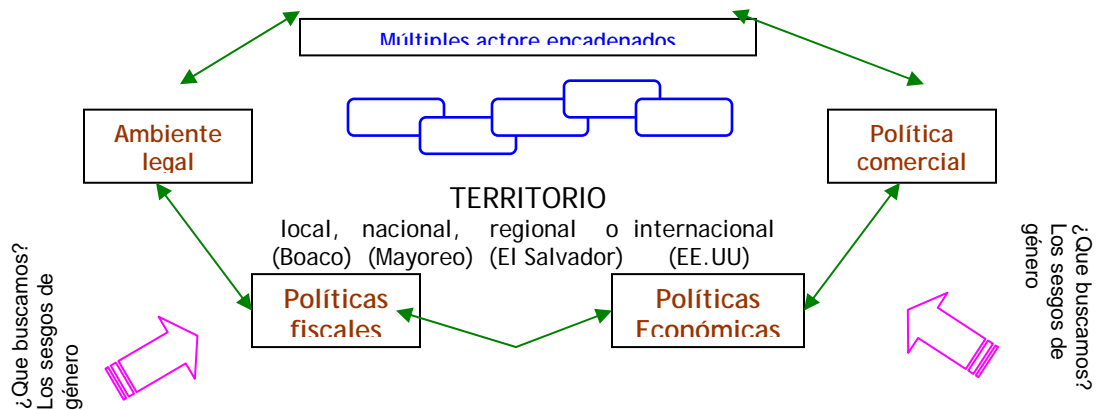 Múltiples actore encadenados
Ambiente
legal
Política
comercial
TERRITORIO
local, nacional, regional o internacional
(Boaco) (Mayoreo) (El Salvador) (EE.UU)
Políticas
fiscales
Políticas
Económicas
¿Que buscamos?
Los sesgos de
género
¿Que buscamos?
Los sesgos de
género